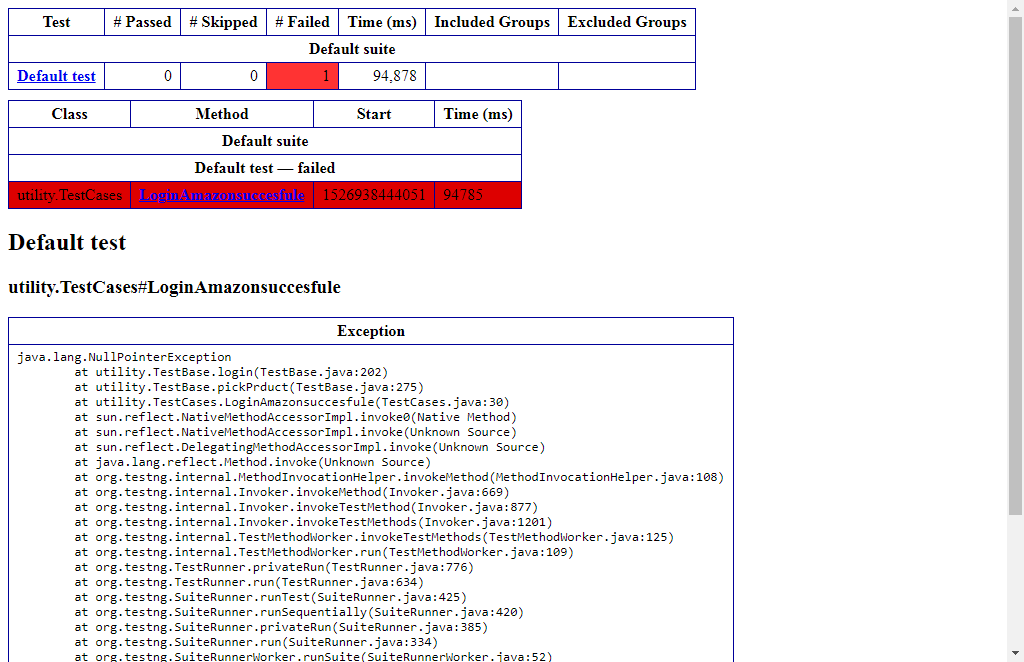 Test # Passed # Skipped # Failed Time (ms) Included Groups Excluded Groups
Default suite
Default test 0 0 1 94,878
Class Method Start Time (ms)
Default suite
Default test — failed
utility.TestCases LoginAmazonsuccesfule 1526938444051 94785
Default test
utility.TestCases#LoginAmazonsuccesfule
Exception
java.lang.NullPointerException
at utility.TestBase.login(TestBase.java:202)
at utility.TestBase.pickPrduct(TestBase.java:275)
at utility.TestCases.LoginAmazonsuccesfule(TestCases.java:30)
at sun.reflect.NativeMethodAccessorImpl.invoke0(Native Method)
at sun.reflect.NativeMethodAccessorImpl.invoke(Unknown Source)
at sun.reflect.DelegatingMethodAccessorImpl.invoke(Unknown Source)
at java.lang.reflect.Method.invoke(Unknown Source)
at org.testng.internal.MethodInvocationHelper.invokeMethod(MethodInvocationHelper.java:108)
at org.testng.internal.Invoker.invokeMethod(Invoker.java:669)
at org.testng.internal.Invoker.invokeTestMethod(Invoker.java:877)
at org.testng.internal.Invoker.invokeTestMethods(Invoker.java:1201)
at org.testng.internal.TestMethodWorker.invokeTestMethods(TestMethodWorker.java:125)
at org.testng.internal.TestMethodWorker.run(TestMethodWorker.java:109)
at org.testng.TestRunner.privateRun(TestRunner.java:776)
at org.testng.TestRunner.run(TestRunner.java:634)
at org.testng.SuiteRunner.runTest(SuiteRunner.java:425)
at org.testng.SuiteRunner.runSequentially(SuiteRunner.java:420)
at org.testng.SuiteRunner.privateRun(SuiteRunner.java:385)
at org.testng.SuiteRunner.run(SuiteRunner.java:334)
at org.testng.SuiteRunnerWorker.runSuite(SuiteRunnerWorker.java:52)